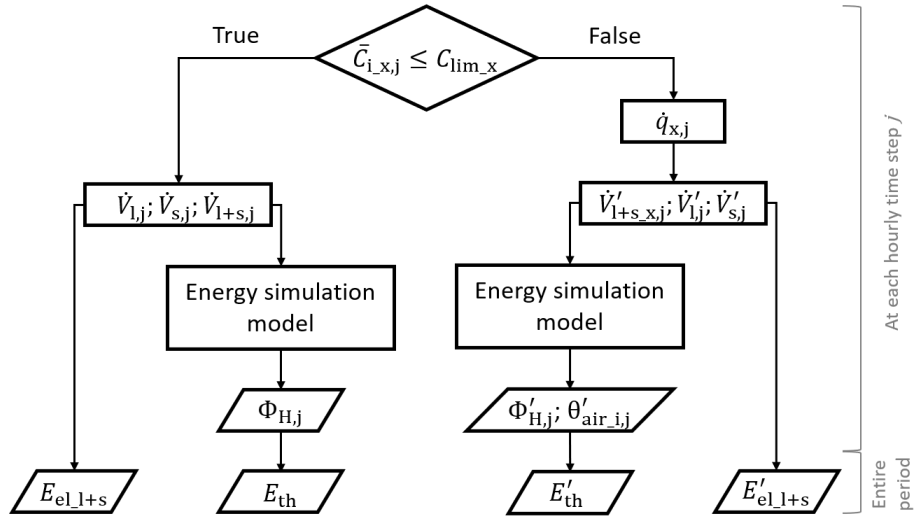 True
C̄i_x,j ≤ Clim_x
False
q̇x,j
V̇l,j; V̇s,j; V̇l+s,j
V̇′l+s_x,j; V̇′l,j; V̇′s,j
Energy simulation
model
Energy simulation
model
ΦH,j
Φ′H,j; θ′air_i,j
Eel_l+s
Eth
E′th
E′el_l+s
At each hourly time step j
Entire
period